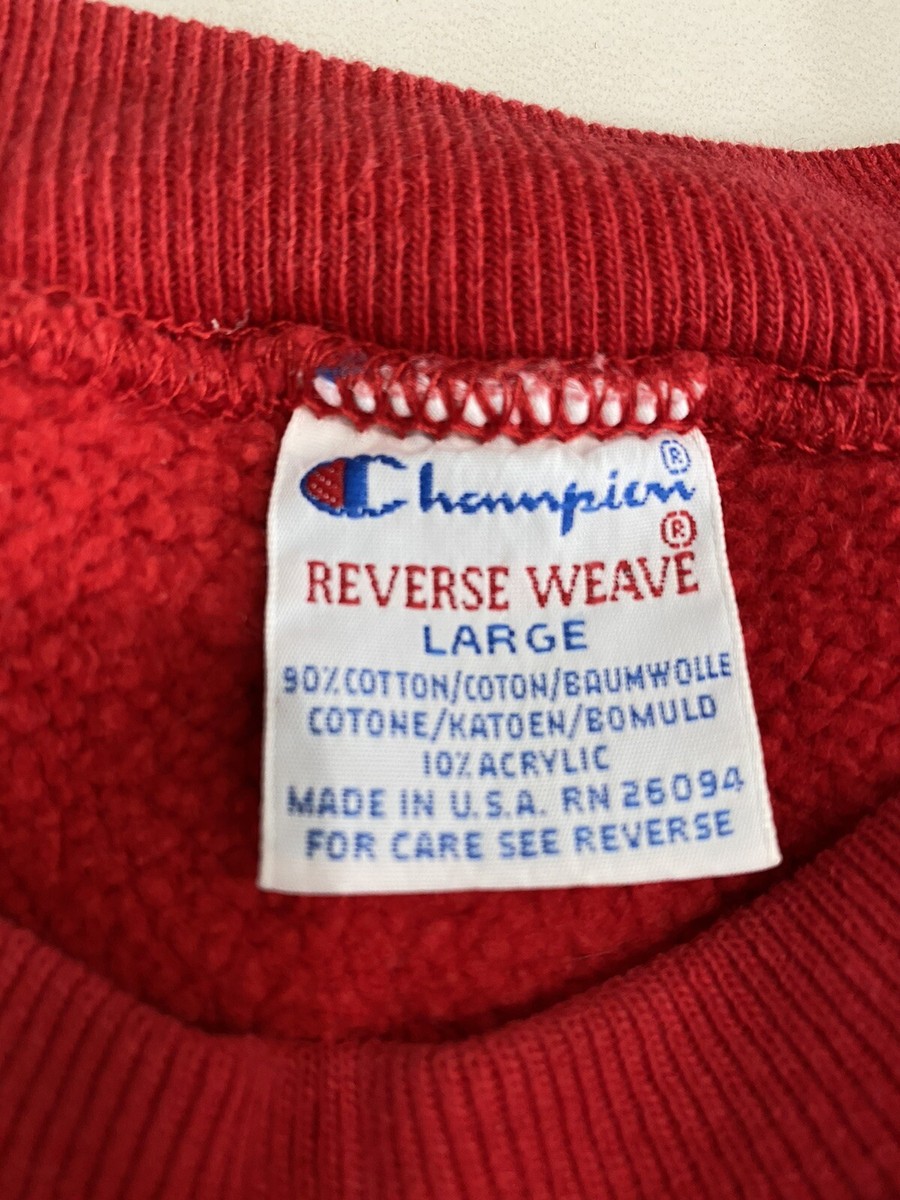 Champion®
REVERSE WEAVE®
LARGE
90% COTTON/COTON/BAUMWOLLE
COTONE/KATOEN/BOMULD
10% ACRYLIC
MADE IN U.S.A. RN 26094
FOR CARE SEE REVERSE